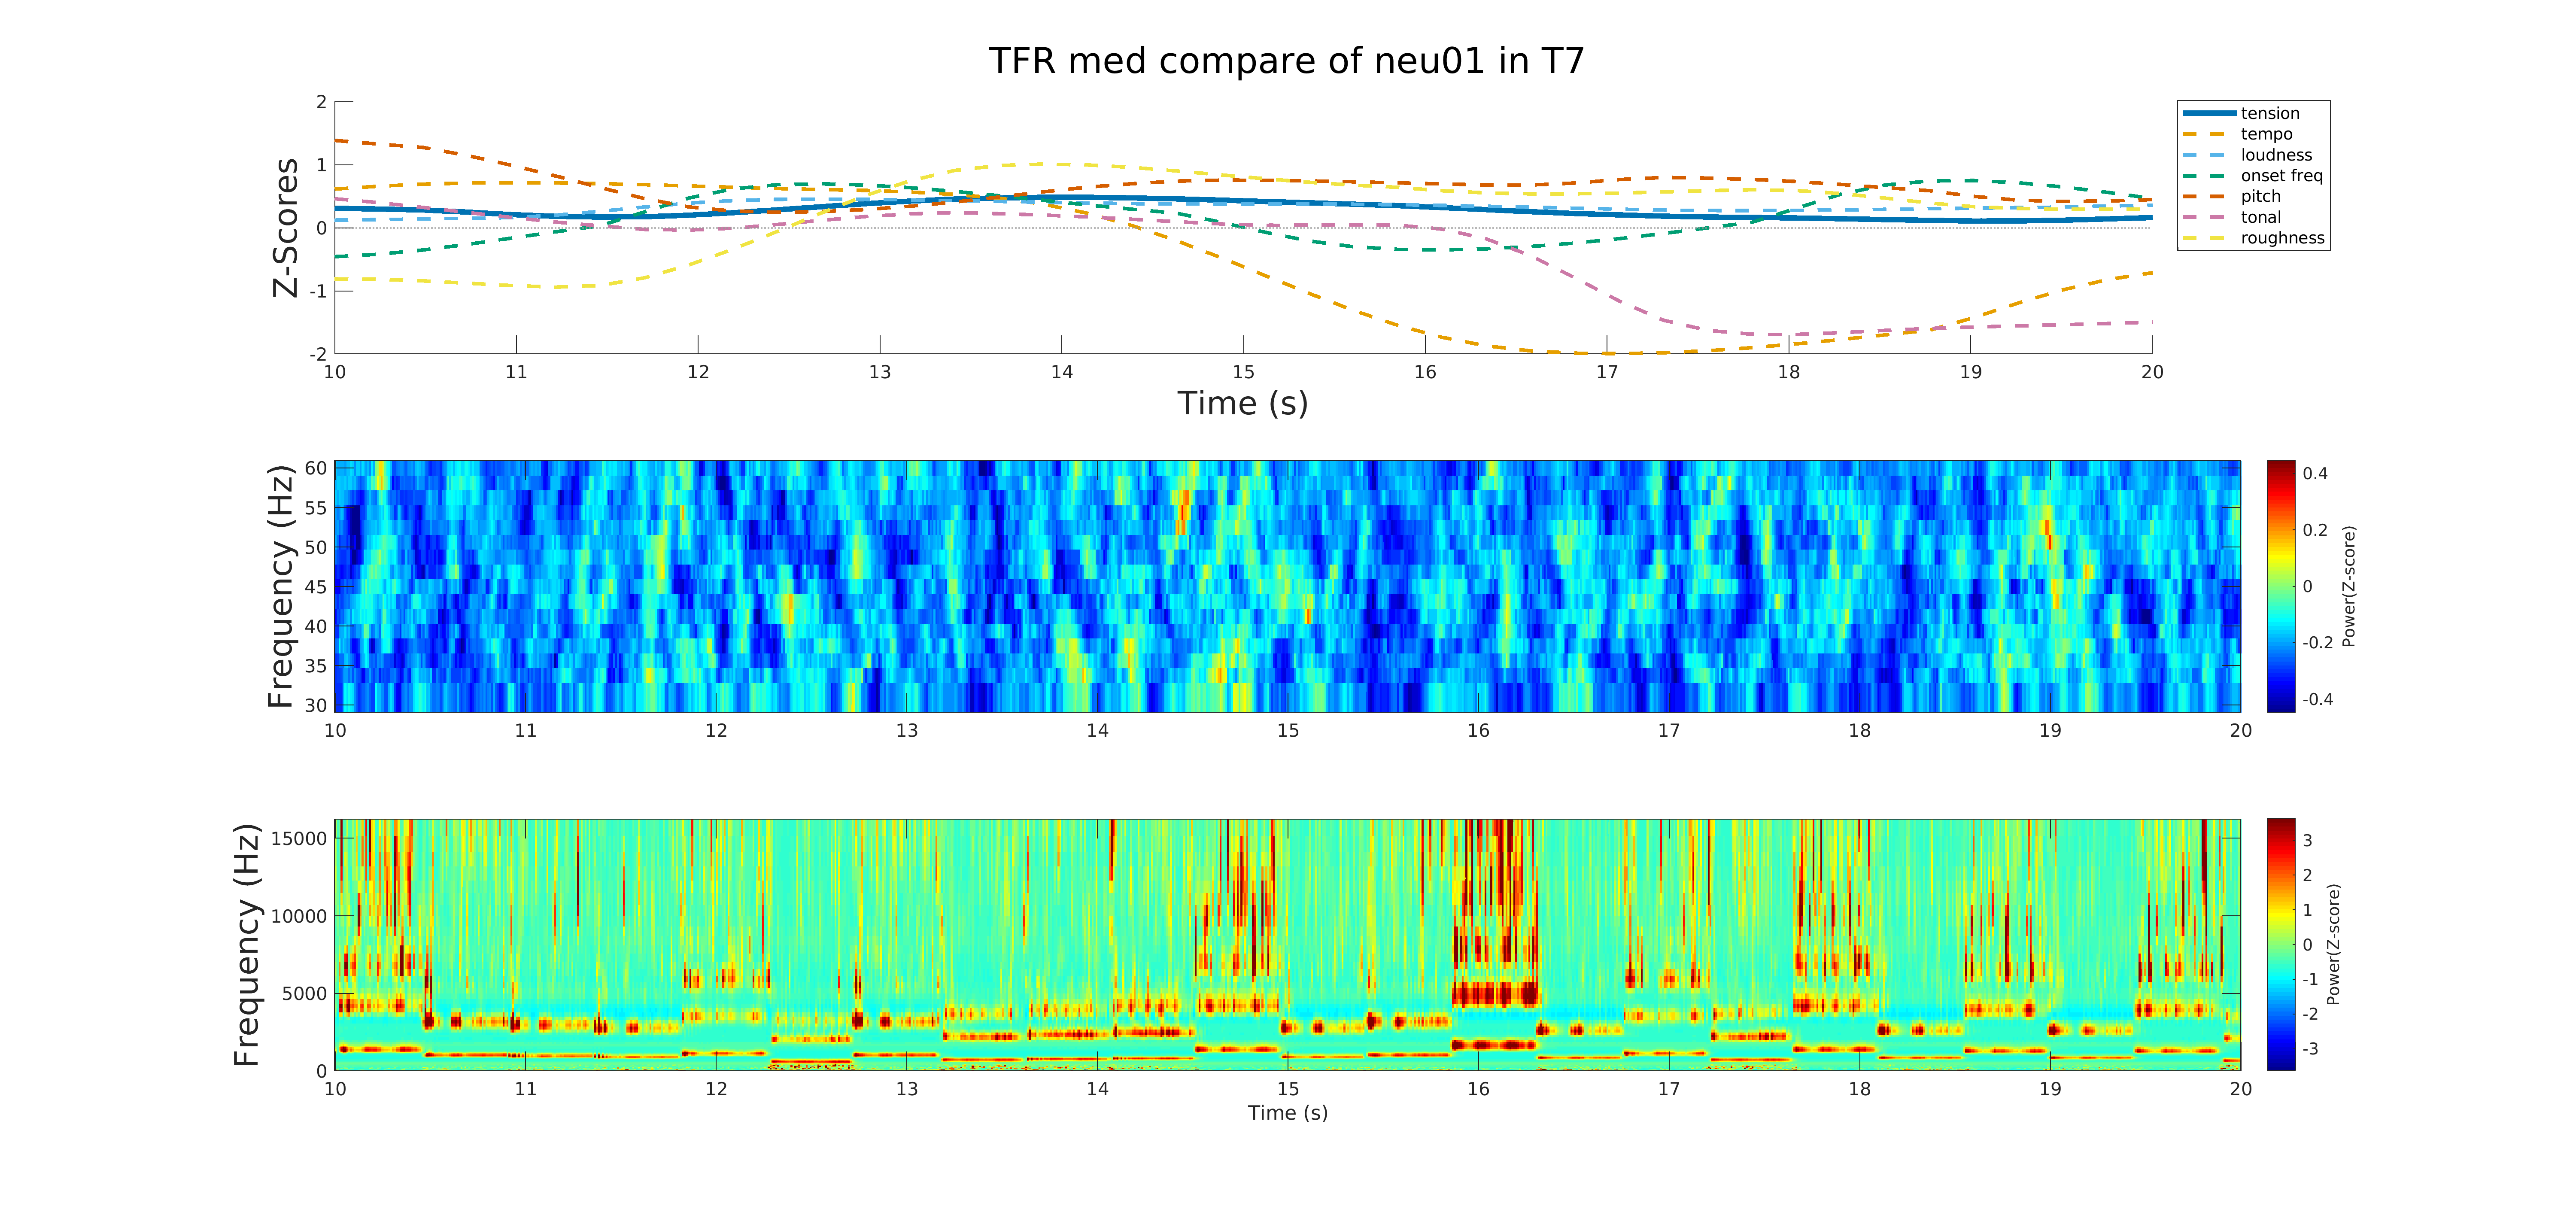 TFR med compare of neu01 in T7
Z-Scores
2
1
0
-1
-2
10 11 12 13 14 15 16 17 18 19 20
Time (s)
tension
tempo
loudness
onset freq
pitch
tonal
roughness
Frequency (Hz)
60
55
50
45
40
35
30
10 11 12 13 14 15 16 17 18 19 20
0.4
0.2
0
-0.2
-0.4
Power(Z-score)
Frequency (Hz)
15000
10000
5000
0
10 11 12 13 14 15 16 17 18 19 20
Time (s)
3
2
1
0
-1
-2
-3
Power(Z-score)